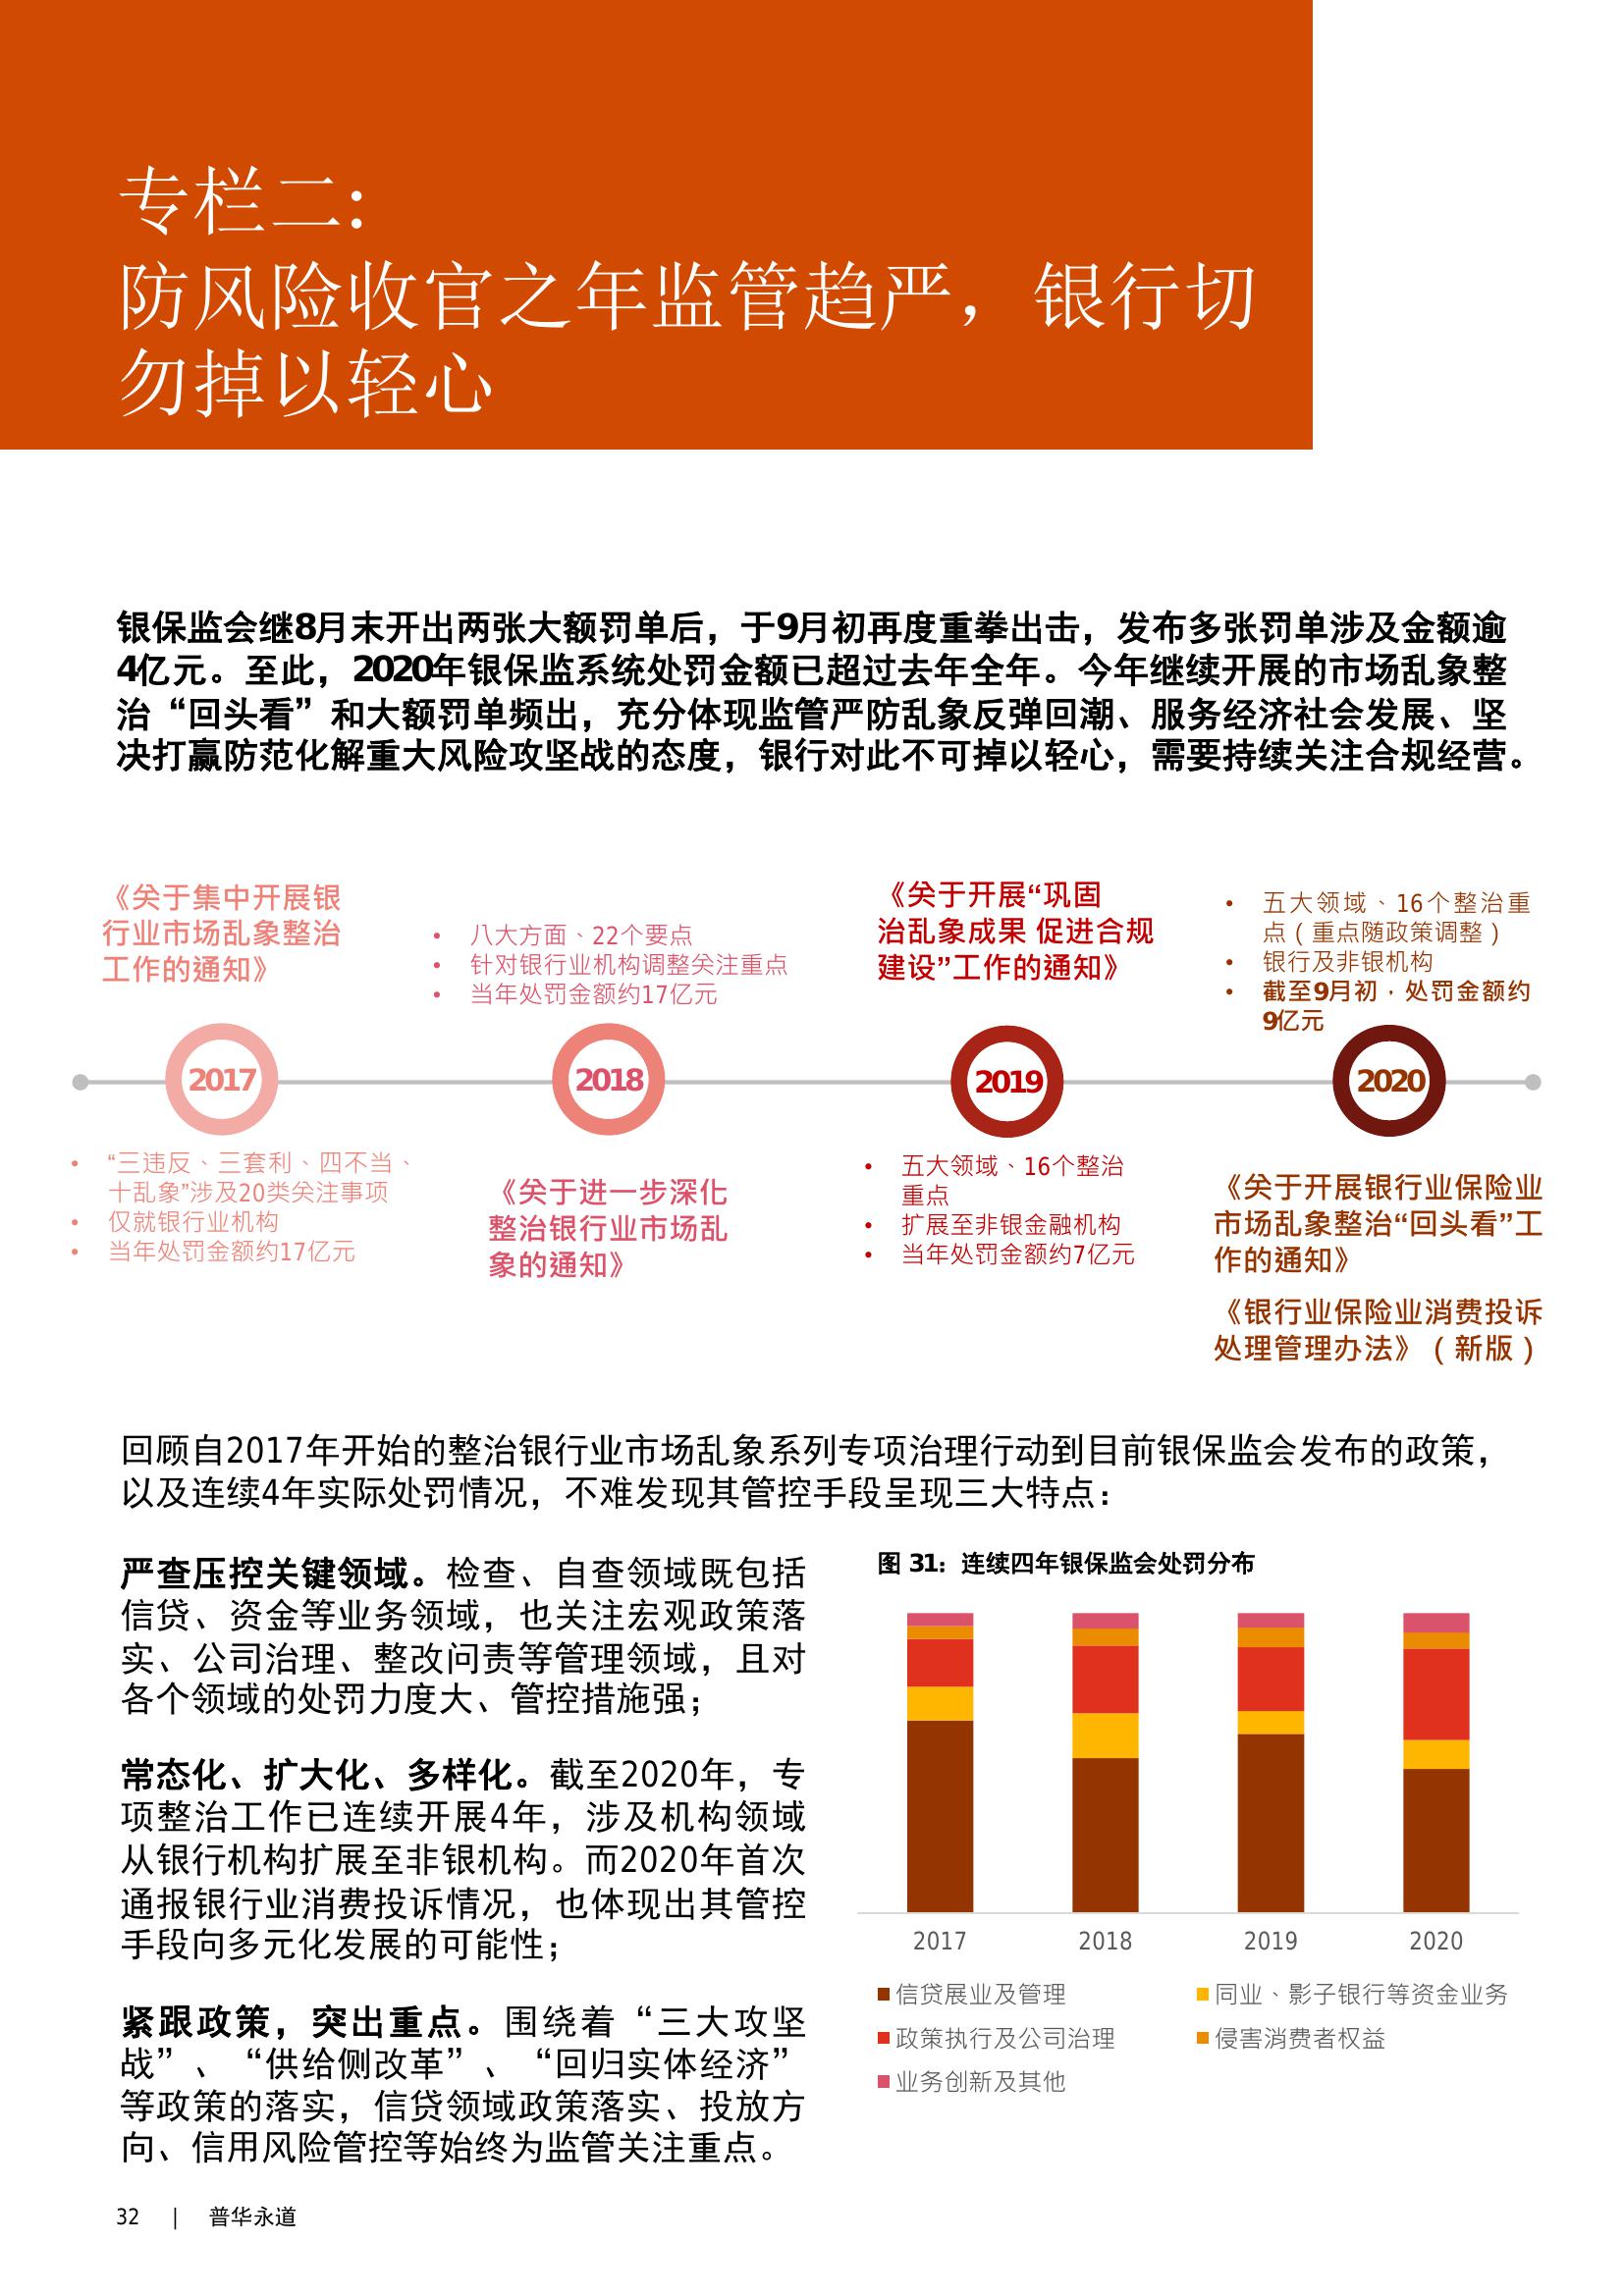 专栏二：
防风险收官之年监管趋严，银行切
勿掉以轻心
银保监会继8月末开出两张大额罚单后，于9月初再度重拳出击，发布多张罚单涉及金额逾
4亿元。至此，2020年银保监系统处罚金额已超过去年全年。今年继续开展的市场乱象整
治“回头看”和大额罚单频出，充分体现监管严防乱象反弹回潮、服务经济社会发展、坚
决打赢防范化解重大风险攻坚战的态度，银行对此不可掉以轻心，需要持续关注合规经营。
《关于集中开展银
行业市场乱象整治
工作的通知》
2017
• “三违反、三套利、四不当、
十乱象”涉及20类关注事项
• 仅就银行业机构
• 当年处罚金额约17亿元
• 八大方面、22个要点
• 针对银行业机构调整关注重点
• 当年处罚金额约17亿元
2018
《关于进一步深化
整治银行业市场乱
象的通知》
《关于开展“巩固
治乱象成果 促进合规
建设”工作的通知》
2019
• 五大领域、16个整治
重点
• 扩展至非银金融机构
• 当年处罚金额约7亿元
• 五大领域、16个整治重
点（重点随政策调整）
• 银行及非银机构
• 截至9月初，处罚金额约
9亿元
2020
《关于开展银行业保险业
市场乱象整治“回头看”工
作的通知》
《银行业保险业消费投诉
处理管理办法》（新版）
回顾自2017年开始的整治银行业市场乱象系列专项治理行动到目前银保监会发布的政策，
以及连续4年实际处罚情况，不难发现其管控手段呈现三大特点：
严查压控关键领域。检查、自查领域既包括
信贷、资金等业务领域，也关注宏观政策落
实、公司治理、整改问责等管理领域，且对
各个领域的处罚力度大、管控措施强；
常态化、扩大化、多样化。截至2020年，专
项整治工作已连续开展4年，涉及机构领域
从银行机构扩展至非银机构。而2020年首次
通报银行业消费投诉情况，也体现出其管控
手段向多元化发展的可能性；
紧跟政策，突出重点。围绕着“三大攻坚
战”、“供给侧改革”、“回归实体经济”
等政策的落实，信贷领域政策落实、投放方
向、信用风险管控等始终为监管关注重点。
图 31：连续四年银保监会处罚分布
2017 2018 2019 2020
信贷展业及管理 同业、影子银行等资金业务
政策执行及公司治理 侵害消费者权益
业务创新及其他
32 | 普华永道